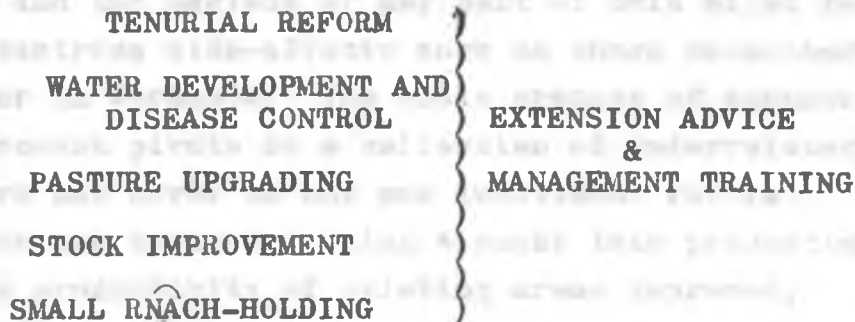 TENURIAL REFORM
WATER DEVELOPMENT AND
DISEASE CONTROL
PASTURE UPGRADING
STOCK IMPROVEMENT
SMALL RNACH-HOLDING
EXTENSION ADVICE
&
MANAGEMENT TRAINING